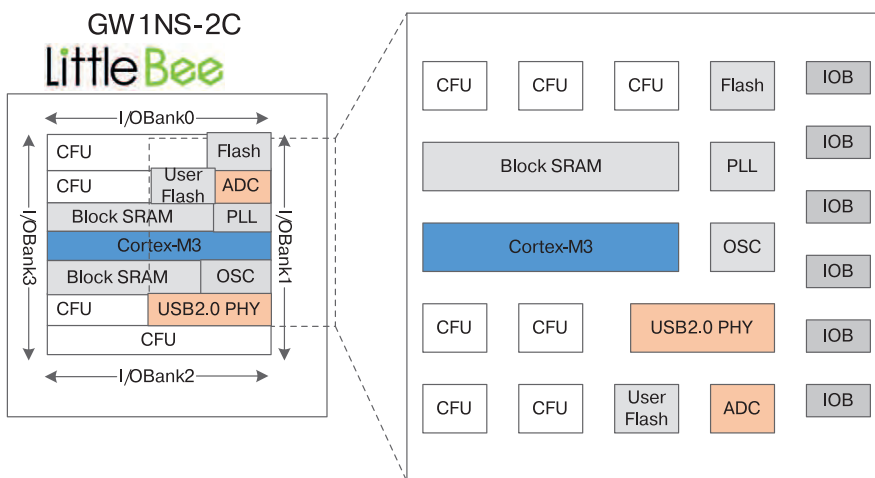 GW1NS-2C
LittleBee
I/OBank0
I/OBank3
I/OBank1
CFU
Flash
CFU
User
Flash
ADC
Block SRAM
PLL
Cortex-M3
Block SRAM
OSC
CFU
USB2.0 PHY
CFU
I/OBank2
CFU
CFU
CFU
Flash
IOB
IOB
Block SRAM
PLL
IOB
Cortex-M3
OSC
IOB
CFU
CFU
USB2.0 PHY
IOB
CFU
CFU
User
Flash
ADC
IOB